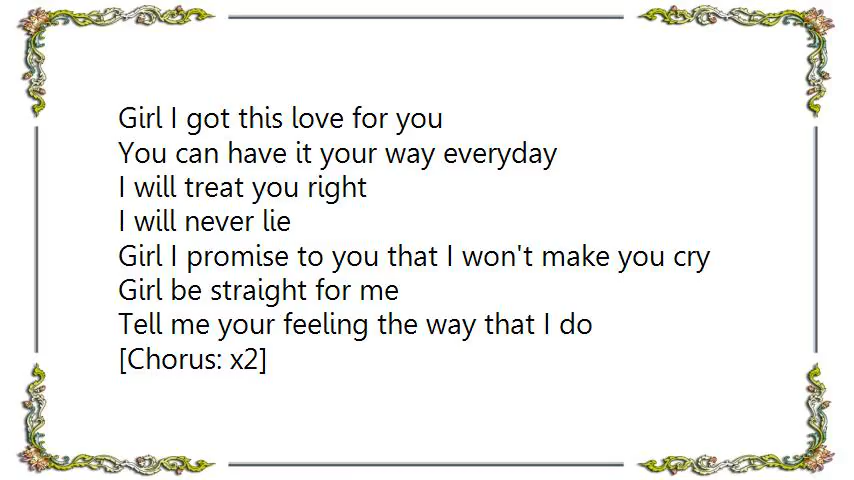 Girl I got this love for you
You can have it your way everyday
I will treat you right
I will never lie
Girl I promise to you that I won't make you cry
Girl be straight for me
Tell me your feeling the way that I do
[Chorus: x2]